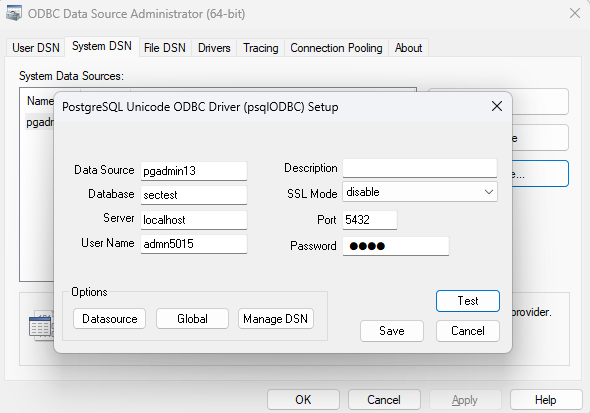 ODBC Data Source Administrator (64-bit)
User DSN System DSN File DSN Drivers Tracing Connection Pooling About
System Data Sources:
Name
PostgreSQL Unicode ODBC Driver (psqlODBC) Setup
Data Source pgadmin13 Description
Database sectest SSL Mode disable
Server localhost Port 5432
User Name admn5015 Password ●●●●
Options
Datasource Global Manage DSN
Test
Save Cancel
provider.
OK Cancel Apply Help